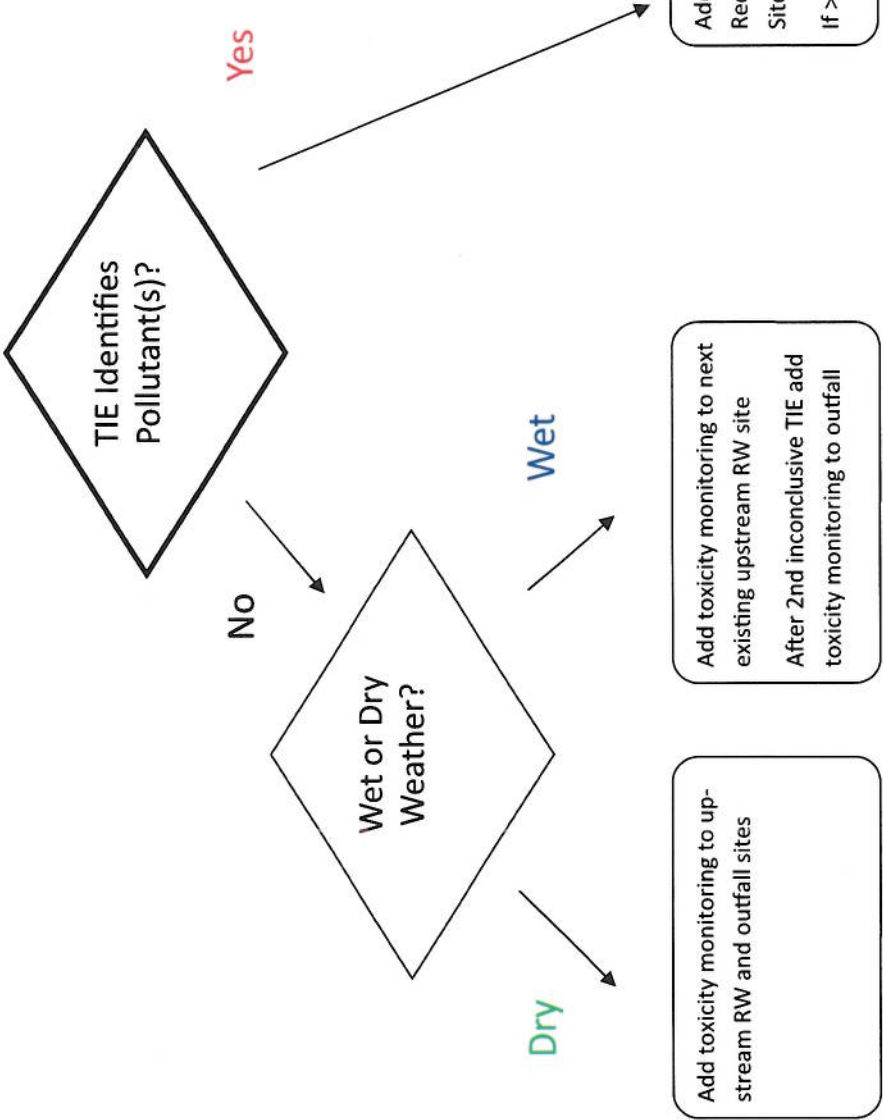 TIE Identifies
Pollutant(s)?
Yes
No
Wet or Dry
Weather?
Wet
Dry
Add toxicity monitoring to up-
stream RW and outfall sites
Add toxicity monitoring to next
existing upstream RW site
After 2nd inconclusive TIE add
toxicity monitoring to outfall
If >